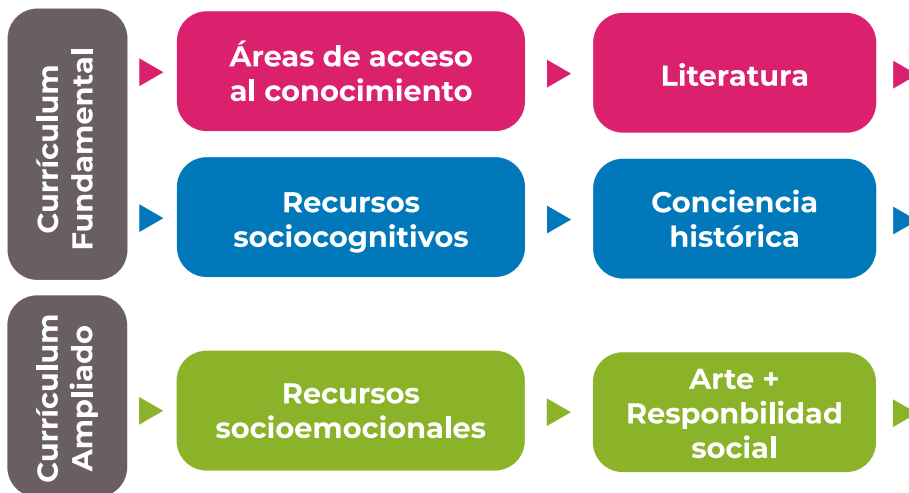 Currículum
Fundamental
Áreas de acceso
al conocimiento
Literatura
Recursos
sociocognitivos
Conciencia
histórica
Currículum
Ampliado
Recursos
socioemocionales
Arte +
Responbilidad
social